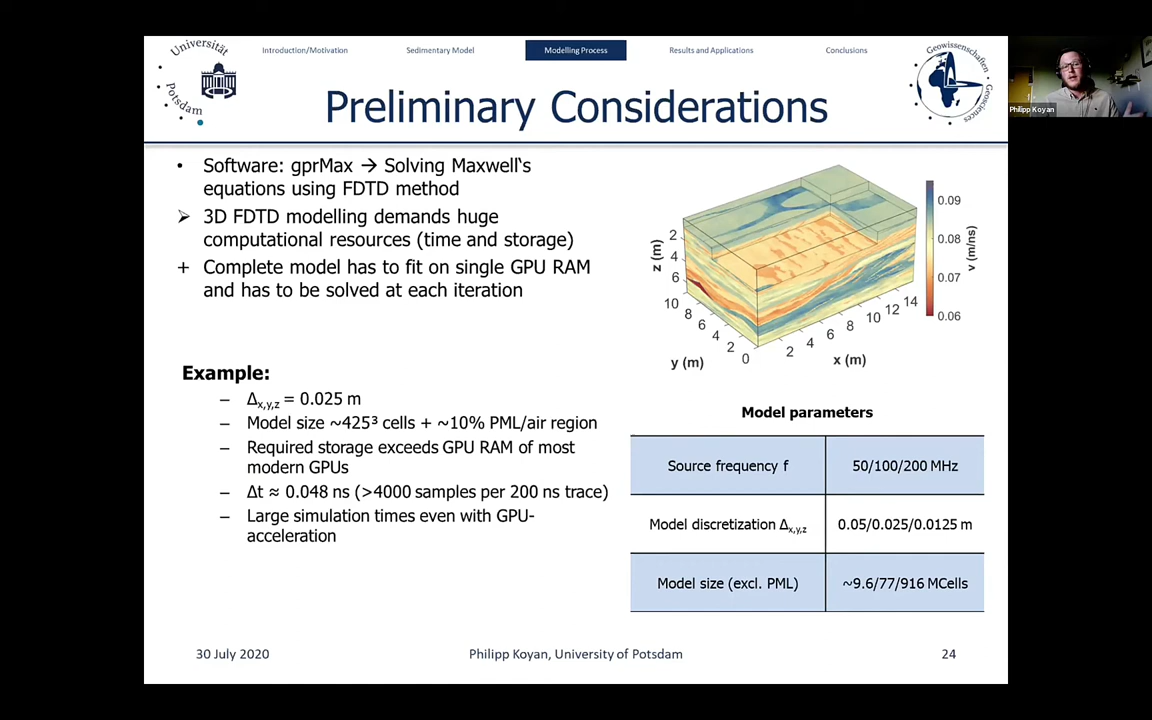 Introduction/Motivation
Sedimentary Model
Modelling Process
Results and Applications
Conclusions
Universität
Potsdam
Geowissenschaften
Geosciences
Philipp Koyan
Preliminary Considerations
• Software: gprMax → Solving Maxwell's
equations using FDTD method
➢ 3D FDTD modelling demands huge
computational resources (time and storage)
+ Complete model has to fit on single GPU RAM
and has to be solved at each iteration
Example:
– Δx,y,z = 0.025 m
– Model size ~425³ cells + ~10% PML/air region
– Required storage exceeds GPU RAM of most
modern GPUs
– Δt ≈ 0.048 ns (>4000 samples per 200 ns trace)
– Large simulation times even with GPU-
acceleration
z (m)
2
4
6
10
8
6
4
2
0
y (m)
2
4
6
8
10
12
14
x (m)
0.09
0.08
0.07
0.06
v (m/ns)
Model parameters
Source frequency f 50/100/200 MHz
Model discretization Δx,y,z 0.05/0.025/0.0125 m
Model size (excl. PML) ~9.6/77/916 MCells
30 July 2020
Philipp Koyan, University of Potsdam
24